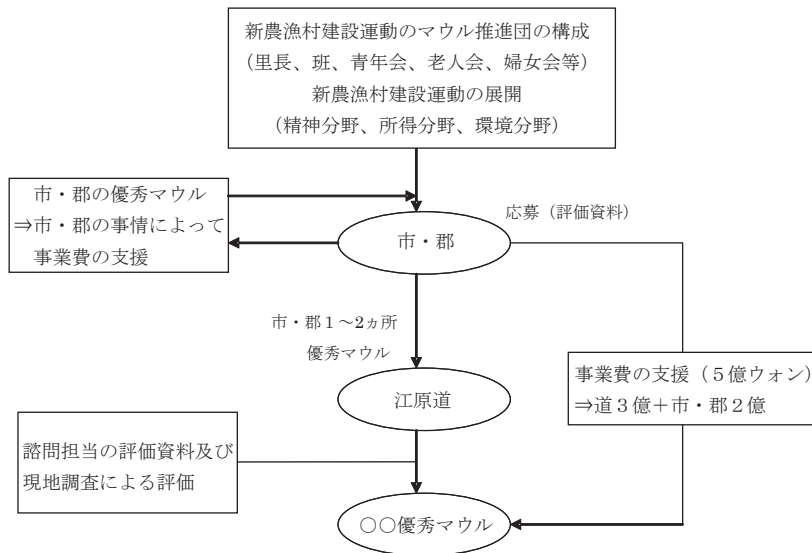 新農漁村建設運動のマウル推進団の構成
（里長、班、青年会、老人会、婦女会等）
新農漁村建設運動の展開
（精神分野、所得分野、環境分野）
市・郡の優秀マウル
⇒市・郡の事情によって
事業費の支援
応募（評価資料）
市・郡
市・郡１～2ヵ所
優秀マウル
事業費の支援（５億ウォン）
⇒道３億＋市・郡２億
江原道
諮問担当の評価資料及び
現地調査による評価
○○優秀マウル